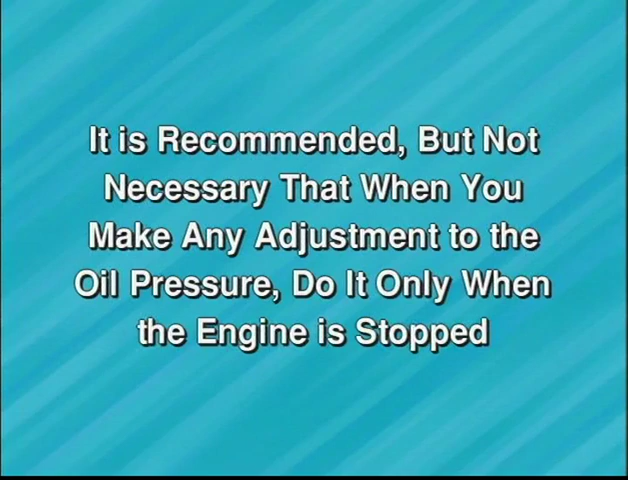 It is Recommended, But Not
Necessary That When You
Make Any Adjustment to the
Oil Pressure, Do It Only When
the Engine is Stopped